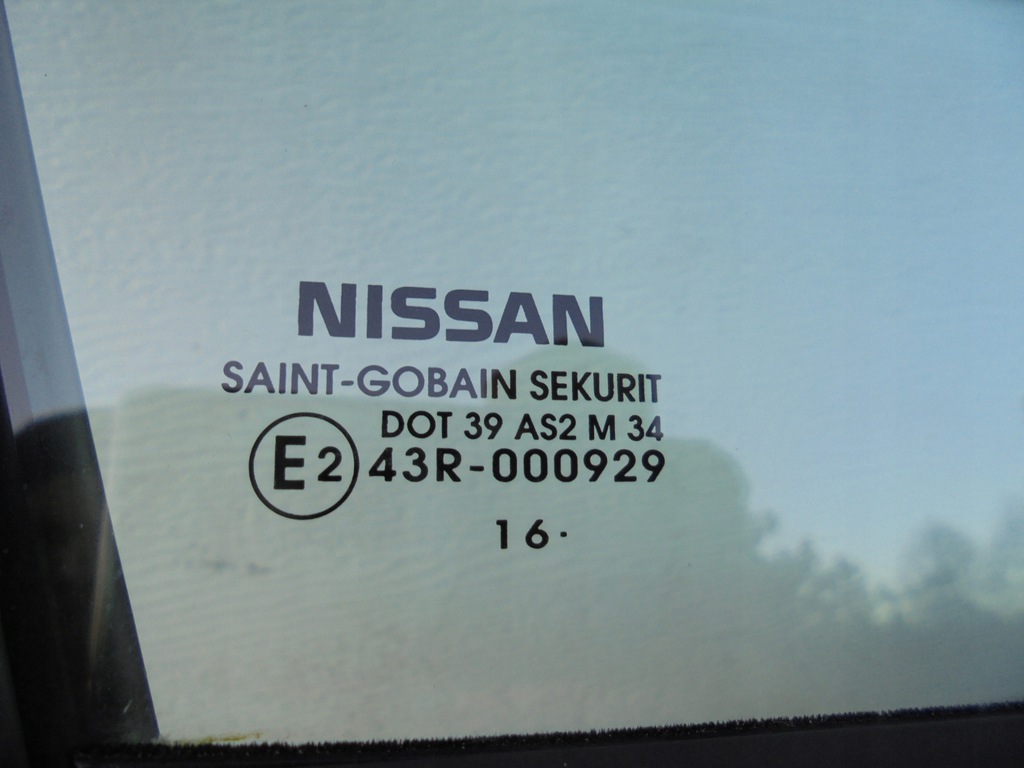 NISSAN
SAINT-GOBAIN SEKURIT
DOT 39 AS2 M 34
E2 43R-000929
16·